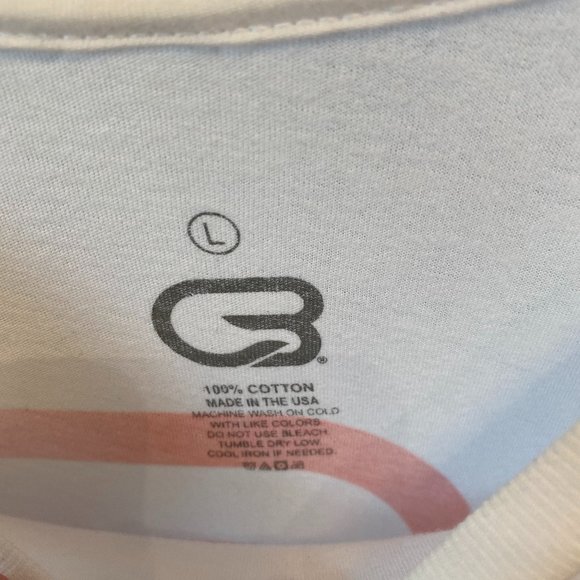 L
CB®
100% COTTON
MADE IN THE USA
MACHINE WASH ON COLD
WITH LIKE COLORS.
DO NOT USE BLEACH.
TUMBLE DRY LOW.
COOL IRON IF NEEDED.